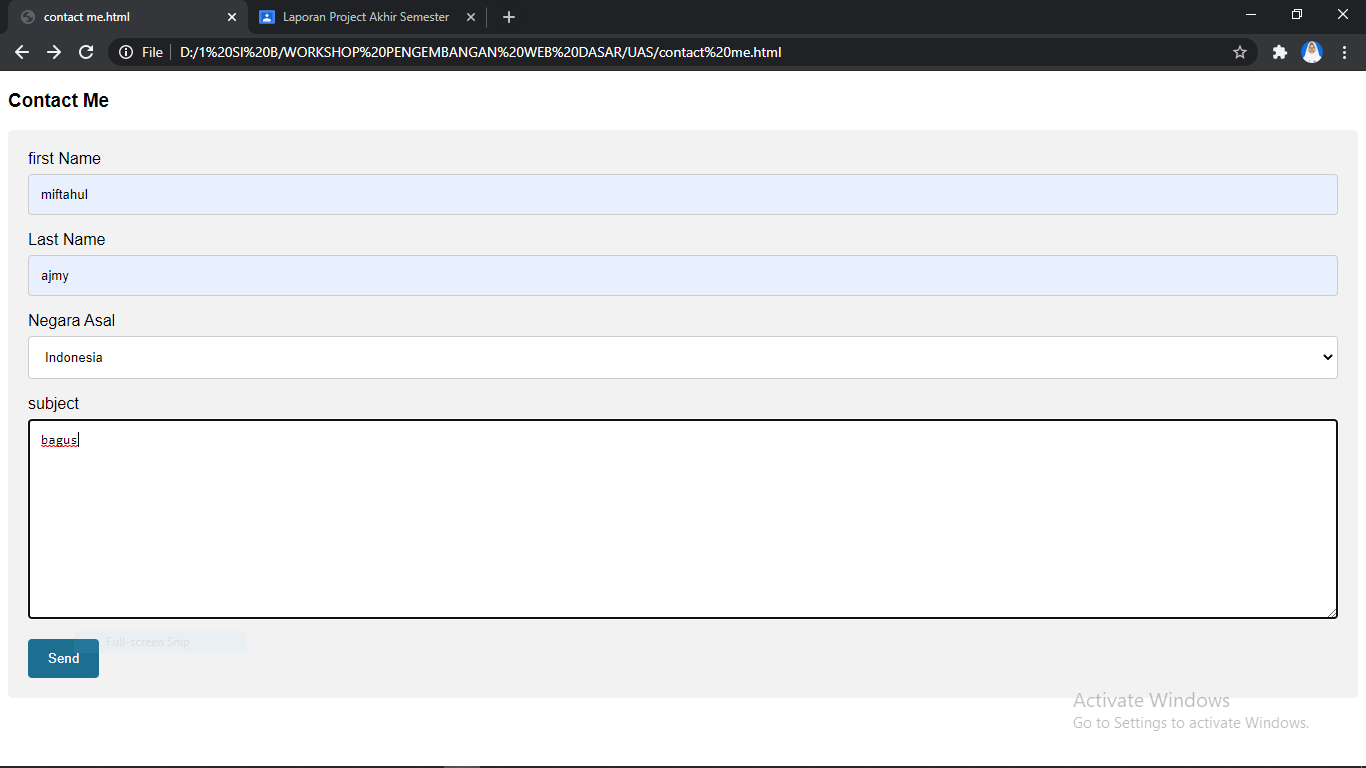 contact me.html
Laporan Project Akhir Semester
File
D:/1%20SI%20B/WORKSHOP%20PENGEMBANGAN%20WEB%20DASAR/UAS/contact%20me.html
Contact Me
first Name
miftahul
Last Name
ajmy
Negara Asal
Indonesia
subject
bagus
Full-screen Snip
Send
Activate Windows
Go to Settings to activate Windows.